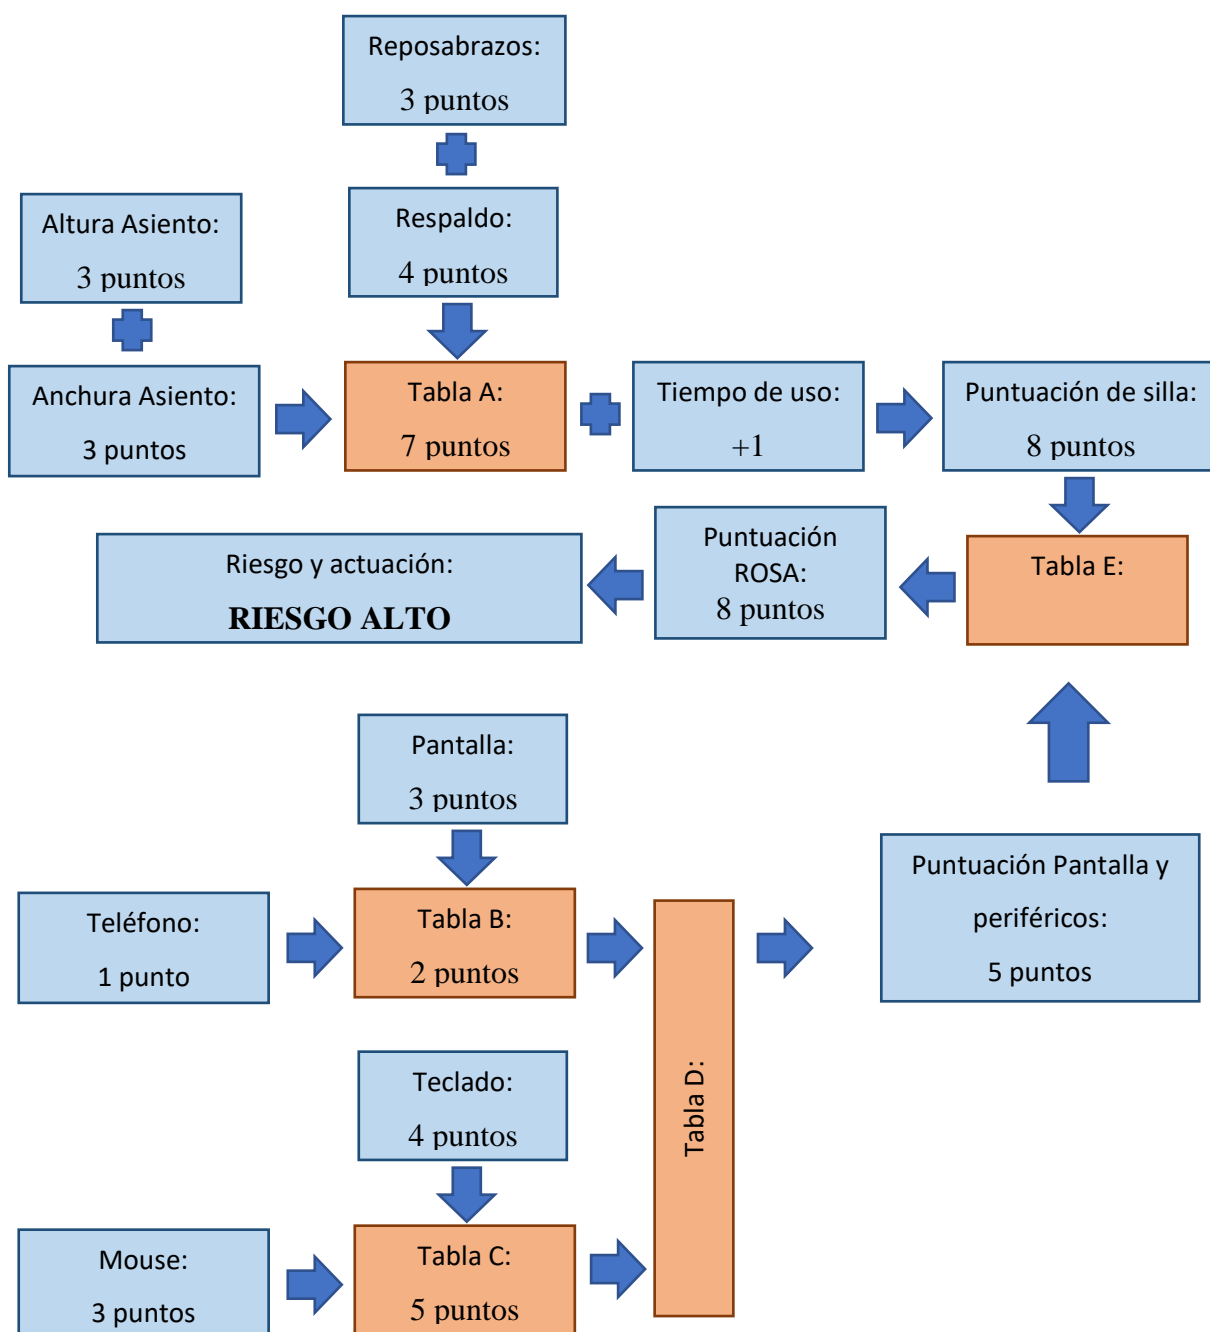 Reposabrazos:
3 puntos
Altura Asiento:
3 puntos
Respaldo:
4 puntos
Anchura Asiento:
3 puntos
Tabla A:
7 puntos
Tiempo de uso:
+1
Puntuación de silla:
8 puntos
Riesgo y actuación:
RIESGO ALTO
Puntuación
ROSA:
8 puntos
Tabla E:
Pantalla:
3 puntos
Teléfono:
1 punto
Tabla B:
2 puntos
Tabla D:
Puntuación Pantalla y
periféricos:
5 puntos
Teclado:
4 puntos
Mouse:
3 puntos
Tabla C:
5 puntos